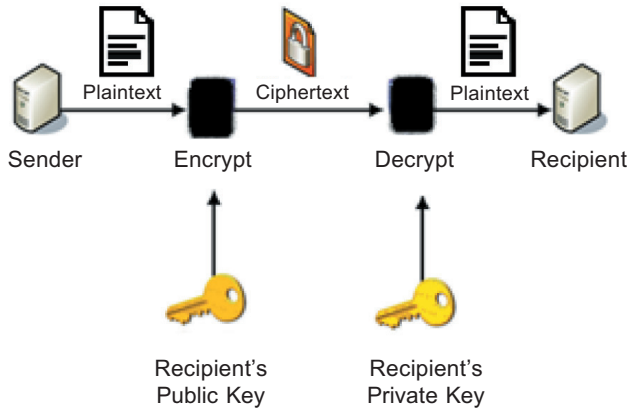 Plaintext
Ciphertext
Plaintext
Sender
Encrypt
Decrypt
Recipient
Recipient's
Public Key
Recipient's
Private Key